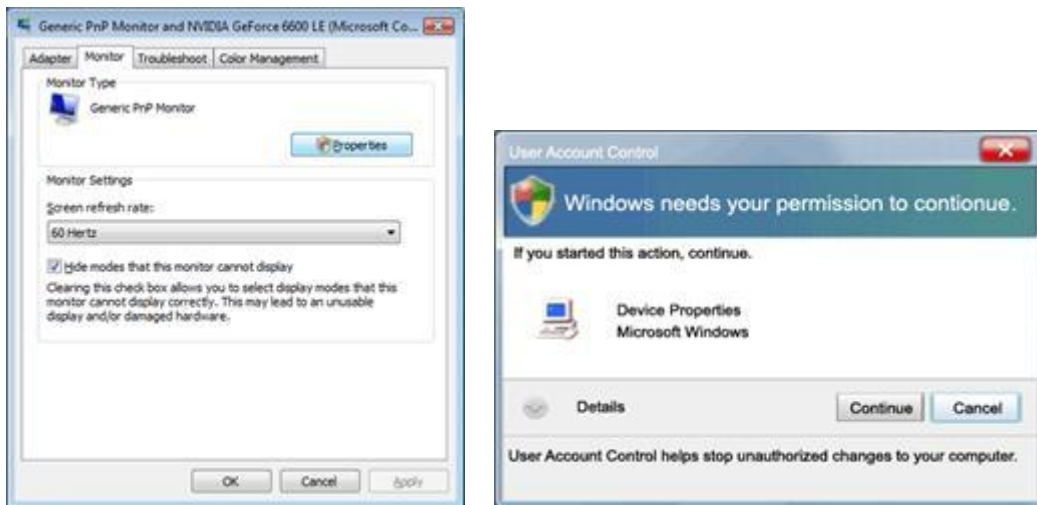 Generic PnP Monitor and NVIDIA GeForce 6600 LE (Microsoft Co...
Adapter Monitor Troubleshoot Color Management
Monitor Type
Generic PnP Monitor
Properties
Monitor Settings
Screen refresh rate:
60 Hertz
Hide modes that this monitor cannot display
Clearing this check box allows you to select display modes that this
monitor cannot display correctly. This may lead to an unusable
display and/or damaged hardware.
OK Cancel Apply
User Account Control
Windows needs your permission to contionue.
If you started this action, continue.
Device Properties
Microsoft Windows
Details Continue Cancel
User Account Control helps stop unauthorized changes to your computer.